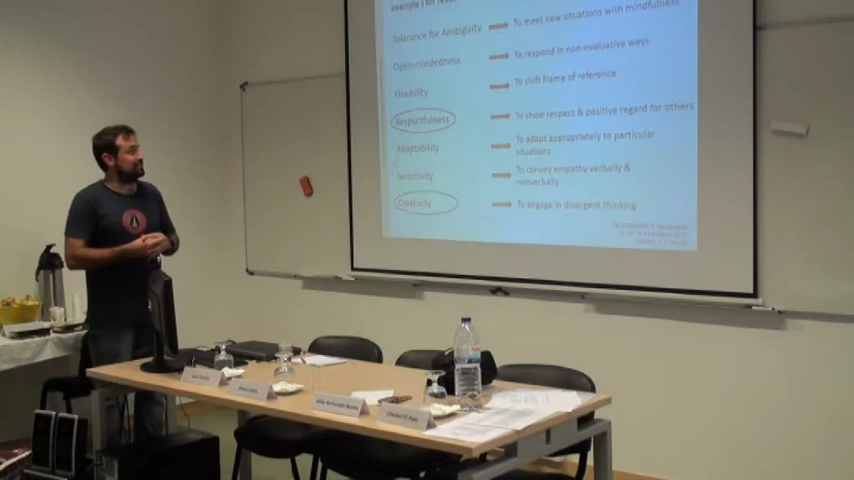 example ) for
Tolerance for Ambiguity To meet new situations with mindfulness
Open-mindedness To respond in non-evaluative ways
Flexibility To shift frame of reference
Respectfulness To show respect & positive regard for others
Adaptability To adapt appropriately to particular
situations
Sensitivity To convey empathy verbally &
nonverbally
Creativity To engage in divergent thinking